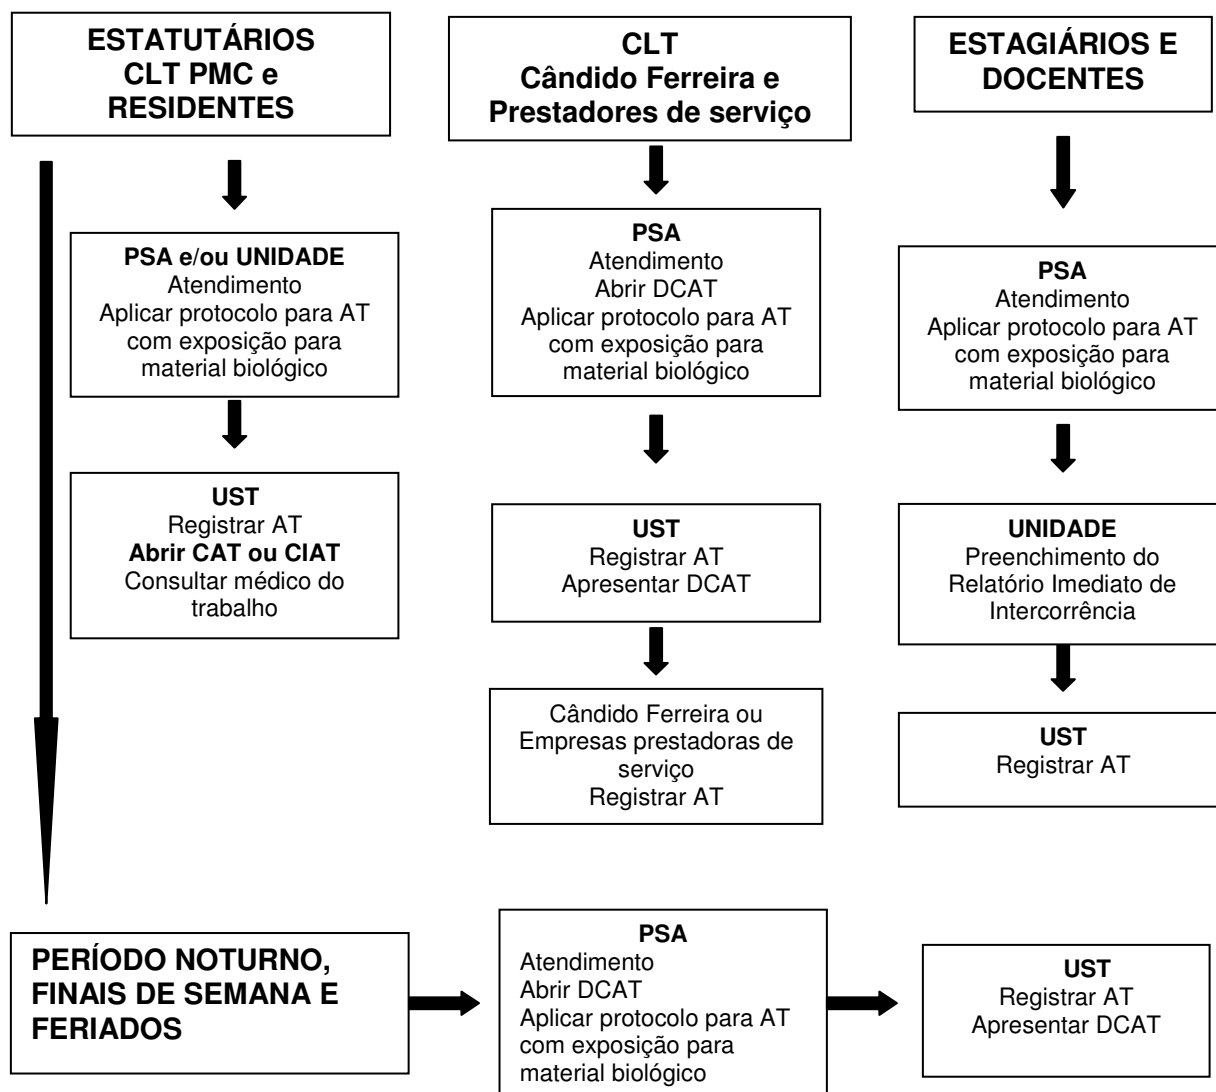 ESTATUTÁRIOS
CLT PMC e
RESIDENTES
CLT
Cândido Ferreira e
Prestadores de serviço
ESTAGIÁRIOS E
DOCENTES
PSA e/ou UNIDADE
Atendimento
Aplicar protocolo para AT
com exposição para
material biológico
PSA
Atendimento
Abrir DCAT
Aplicar protocolo para AT
com exposição para
material biológico
PSA
Atendimento
Aplicar protocolo para AT
com exposição para
material biológico
UST
Registrar AT
Abrir CAT ou CIAT
Consultar médico do
trabalho
UST
Registrar AT
Apresentar DCAT
UNIDADE
Preenchimento do
Relatório Imediato de
Intercorrência
Cândido Ferreira ou
Empresas prestadoras de
serviço
Registrar AT
UST
Registrar AT
PERÍODO NOTURNO,
FINAIS DE SEMANA E
FERIADOS
PSA
Atendimento
Abrir DCAT
Aplicar protocolo para AT
com exposição para
material biológico
UST
Registrar AT
Apresentar DCAT